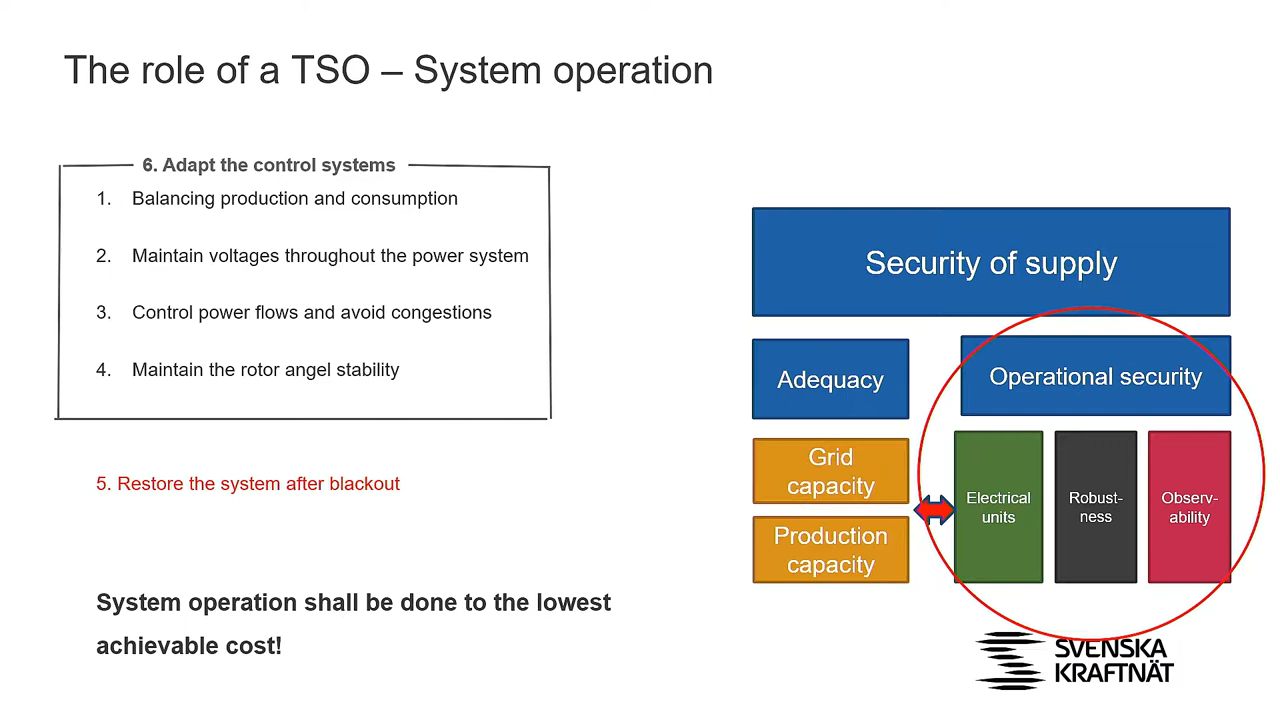 The role of a TSO – System operation
6. Adapt the control systems
1. Balancing production and consumption
2. Maintain voltages throughout the power system
3. Control power flows and avoid congestions
4. Maintain the rotor angel stability
5. Restore the system after blackout
System operation shall be done to the lowest
achievable cost!
Security of supply
Adequacy
Operational security
Grid
capacity
Production
capacity
Electrical
units
Robust-
ness
Observ-
ability
SVENSKA
KRAFTNÄT